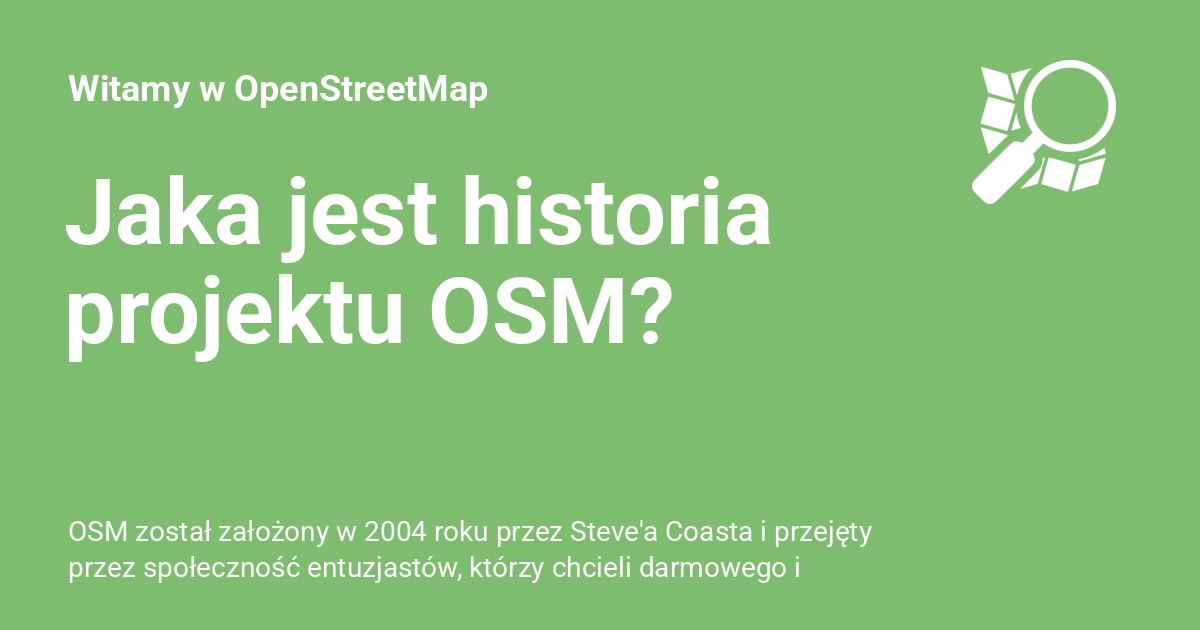 Witamy w OpenStreetMap
Jaka jest historia
projektu OSM?
OSM został założony w 2004 roku przez Steve'a Coasta i przejęty
przez społeczność entuzjastów, którzy chcieli darmowego i